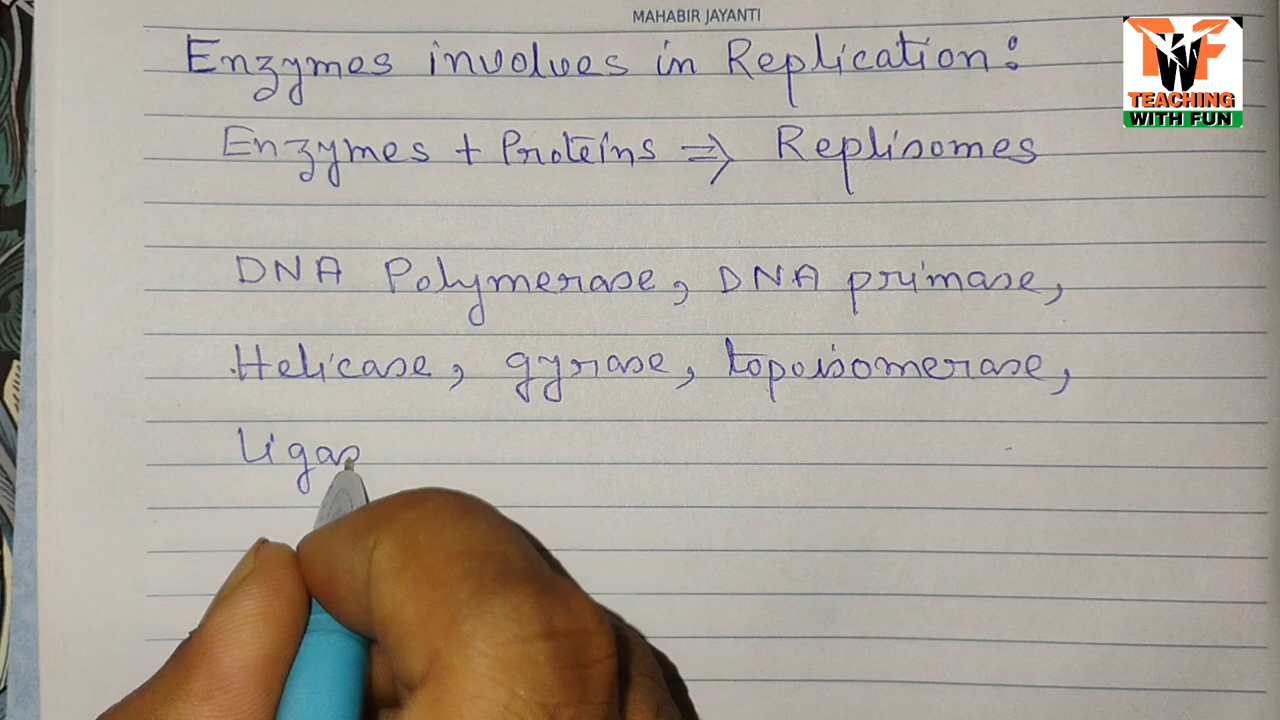 MAHABIR JAYANTI
Enzymes involves in Replication:
Enzymes + Proteins => Replisomes
DNA Polymerase, DNA primase,
Helicase, gyrase, topoisomerase,
Ligas
TWF
TEACHING
WITH FUN